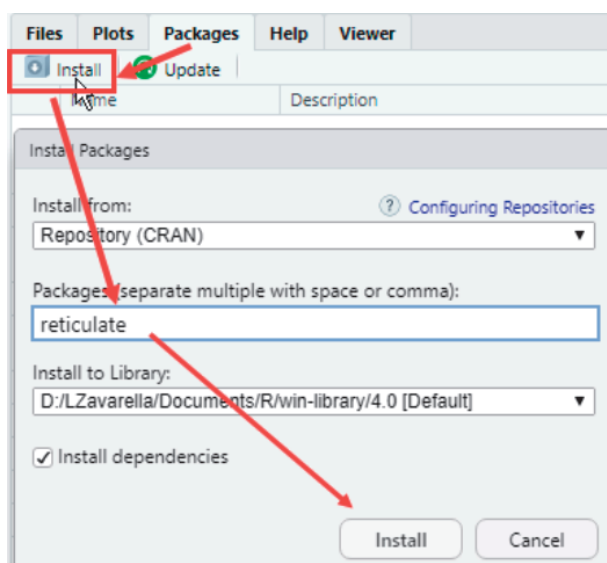 Files Plots Packages Help Viewer
Install Update
Name Description
Install Packages
Install from: ? Configuring Repositories
Repository (CRAN)
Packages (separate multiple with space or comma):
reticulate
Install to Library:
D:/LZavarella/Documents/R/win-library/4.0 [Default]
Install dependencies
Install Cancel